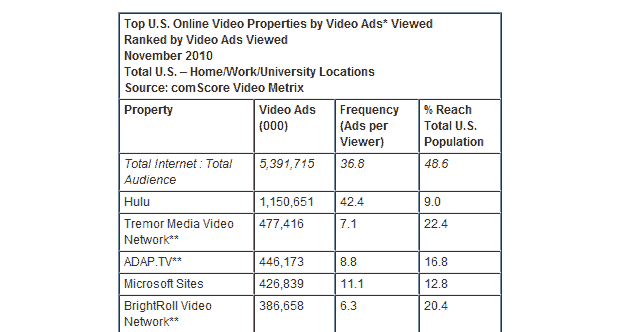 Top U.S. Online Video Properties by Video Ads* Viewed
Ranked by Video Ads Viewed
November 2010
Total U.S. – Home/Work/University Locations
Source: comScore Video Metrix
Property Video Ads (000) Frequency (Ads per Viewer) % Reach Total U.S. Population
Total Internet : Total Audience 5,391,715 36.8 48.6
Hulu 1,150,651 42.4 9.0
Tremor Media Video Network** 477,416 7.1 22.4
ADAP.TV** 446,173 8.8 16.8
Microsoft Sites 426,839 11.1 12.8
BrightRoll Video Network** 386,658 6.3 20.4